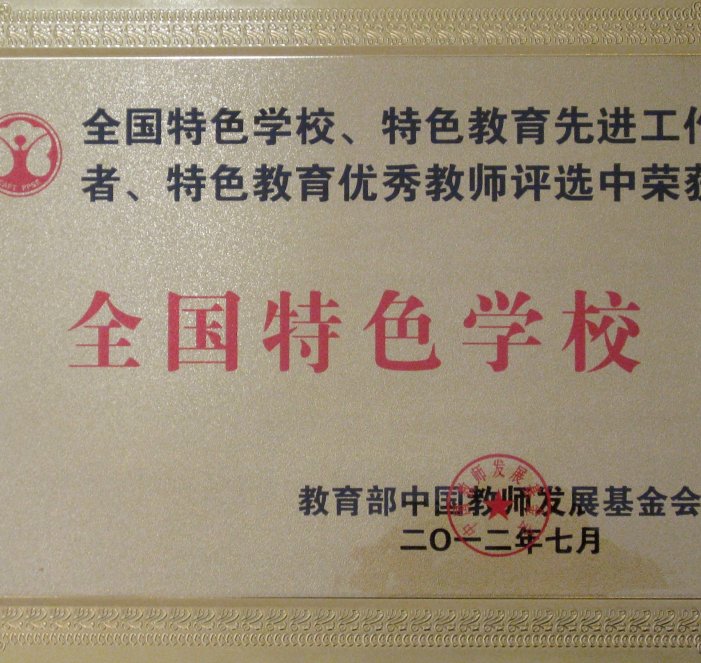 全国特色学校、特色教育先进工作
者、特色教育优秀教师评选中荣获
全国特色学校
教育部中国教师发展基金会
二〇一二年七月